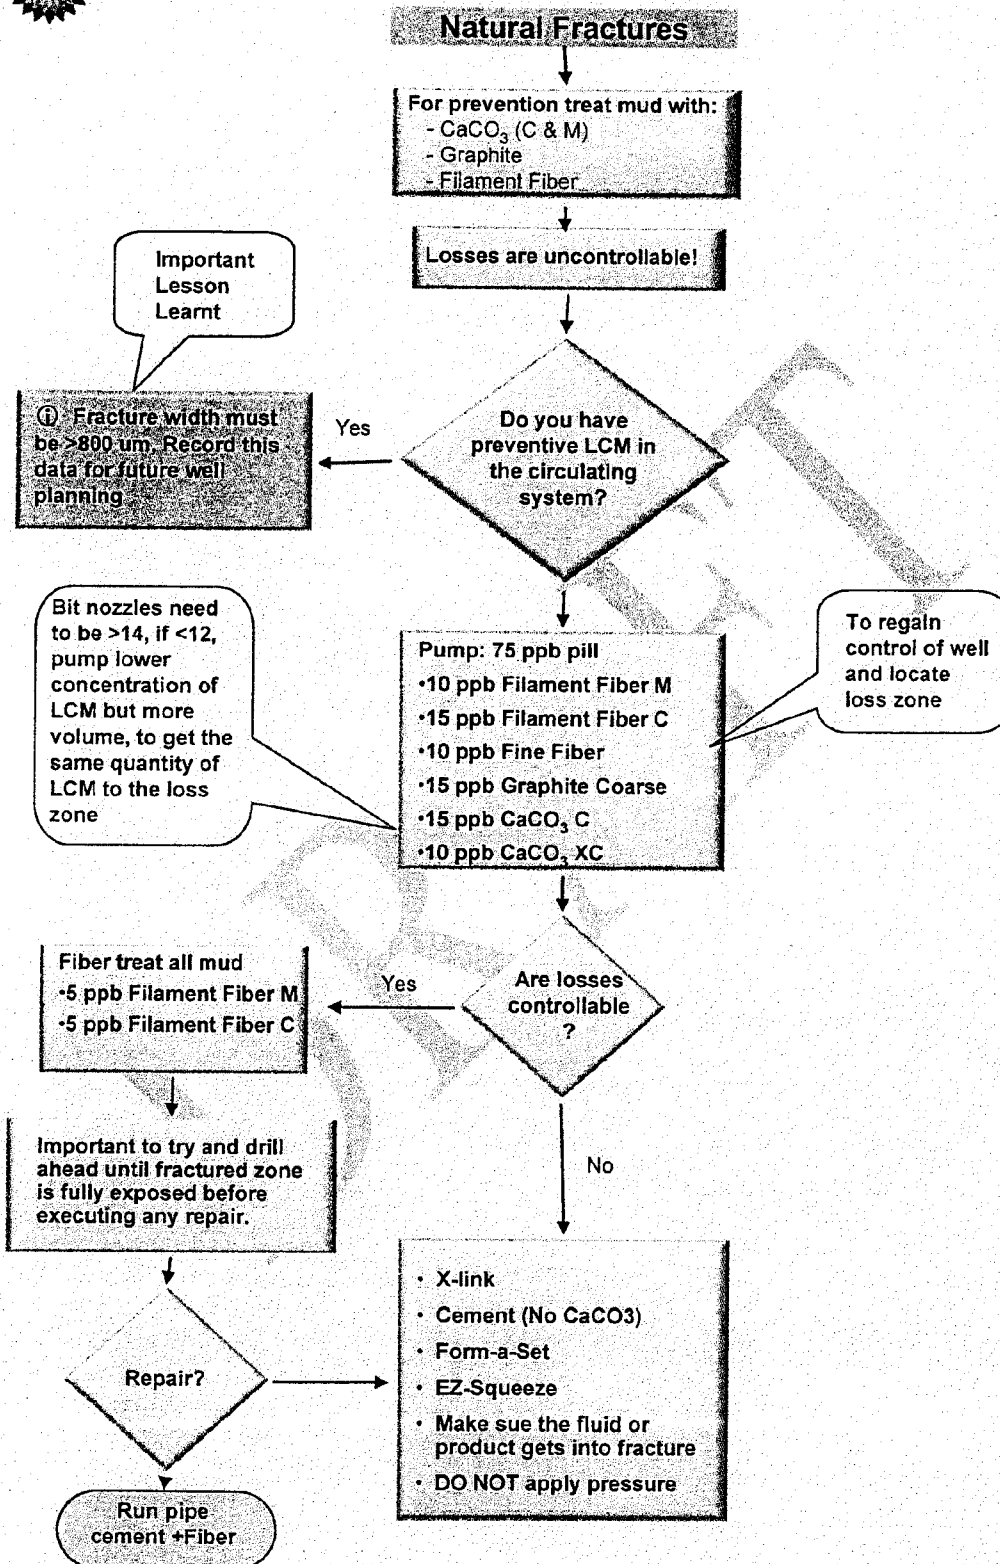 Natural Fractures
For prevention treat mud with:
- CaCO3 (C & M)
- Graphite
- Filament Fiber
Losses are uncontrollable!
Important
Lesson
Learnt
Do you have
preventive LCM in
the circulating
system?
Yes
ⓘ Fracture width must
be >800 um. Record this
data for future well
planning
Bit nozzles need
to be >14, if <12,
pump lower
concentration of
LCM but more
volume, to get the
same quantity of
LCM to the loss
zone
Pump: 75 ppb pill
•10 ppb Filament Fiber M
•15 ppb Filament Fiber C
•10 ppb Fine Fiber
•15 ppb Graphite Coarse
•15 ppb CaCO3 C
•10 ppb CaCO3 XC
To regain
control of well
and locate
loss zone
Are losses
controllable
?
Yes
Fiber treat all mud
•5 ppb Filament Fiber M
•5 ppb Filament Fiber C
Important to try and drill
ahead until fractured zone
is fully exposed before
executing any repair.
No
Repair?
• X-link
• Cement (No CaCO3)
• Form-a-Set
• EZ-Squeeze
• Make sue the fluid or
product gets into fracture
• DO NOT apply pressure
Run pipe
cement +Fiber
DRAFT